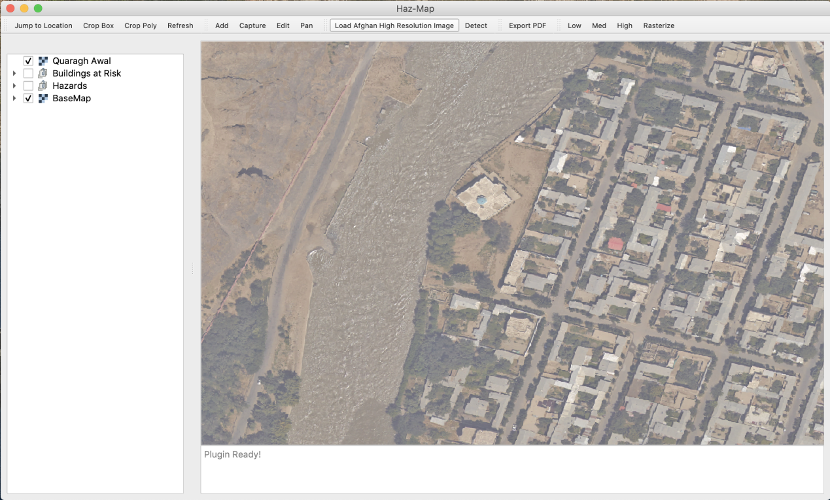 Haz-Map
Jump to Location Crop Box Crop Poly Refresh Add Capture Edit Pan Load Afghan High Resolution Image Detect Export PDF Low Med High Rasterize
Quaragh Awal
Buildings at Risk
Hazards
BaseMap
Plugin Ready!